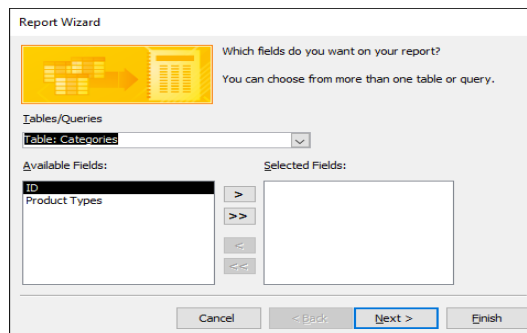 Report Wizard
Which fields do you want on your report?
You can choose from more than one table or query.
Tables/Queries
Table: Categories
Available Fields:
Selected Fields:
ID
Product Types
>
>>
<
<<
Cancel
< Back
Next >
Finish